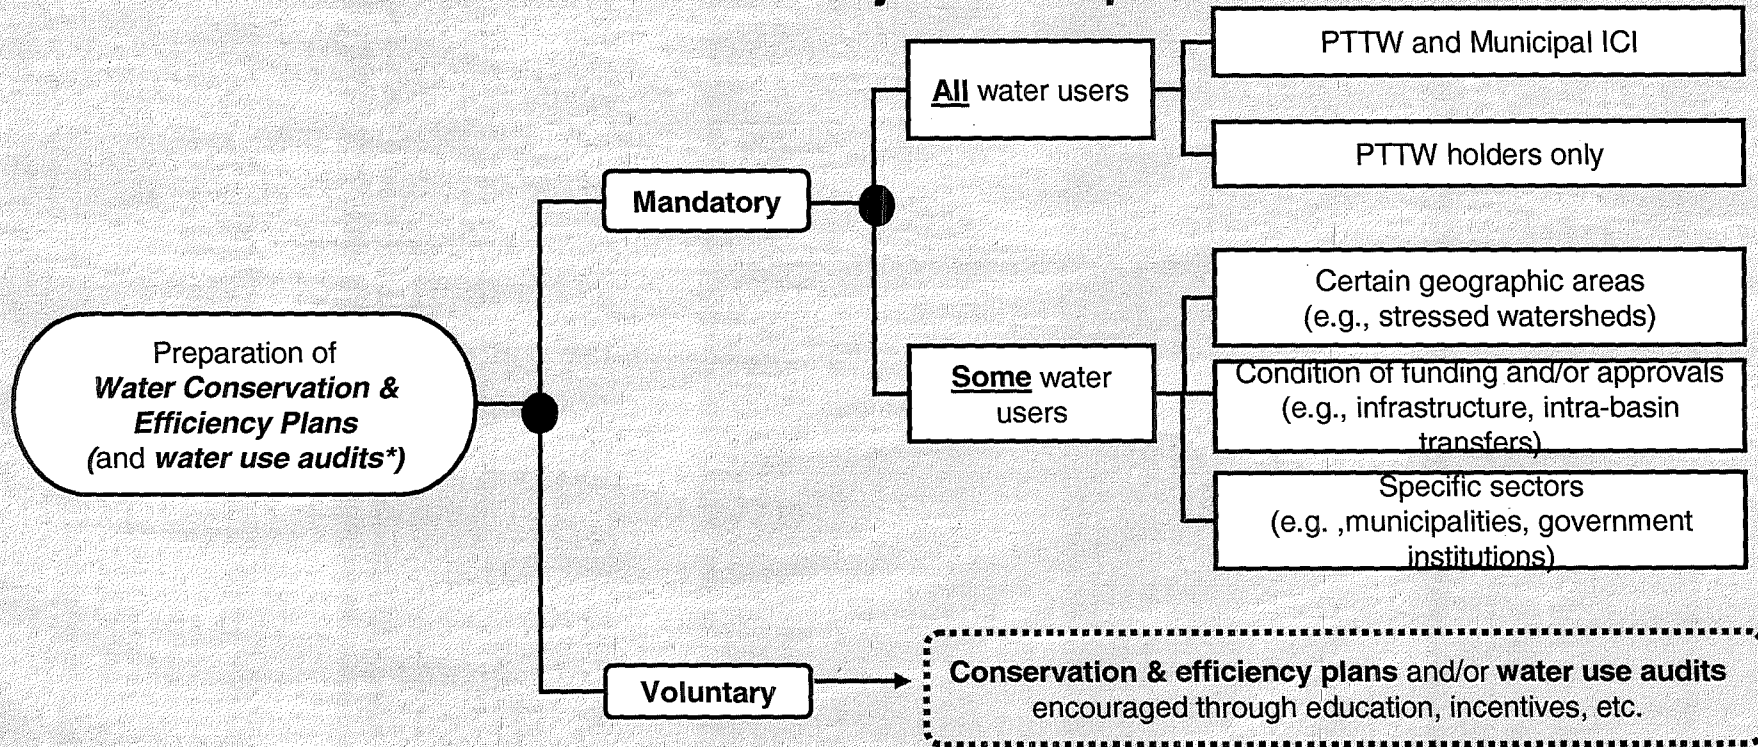 PTTW and Municipal ICI
All water users
PTTW holders only
Mandatory
Certain geographic areas
(e.g., stressed watersheds)
Preparation of
Water Conservation &
Efficiency Plans
(and water use audits*)
Some water
users
Condition of funding and/or approvals
(e.g., infrastructure, intra-basin
transfers)
Specific sectors
(e.g. ,municipalities, government
institutions)
Voluntary
Conservation & efficiency plans and/or water use audits
encouraged through education, incentives, etc.